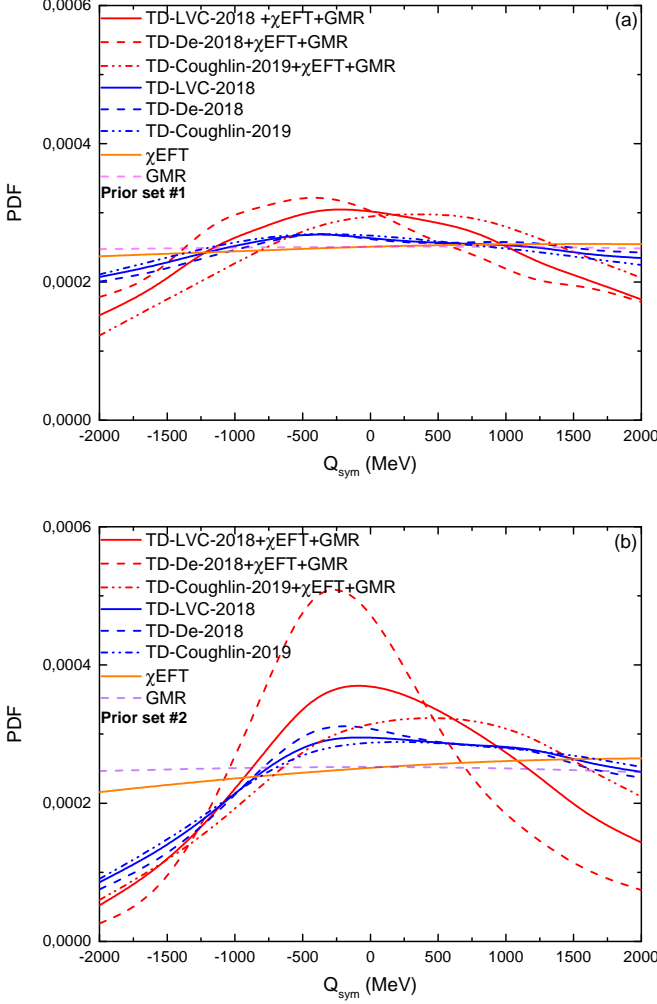 0,0006
(a)
TD-LVC-2018 +χEFT+GMR
TD-De-2018+χEFT+GMR
TD-Coughlin-2019+χEFT+GMR
TD-LVC-2018
TD-De-2018
TD-Coughlin-2019
χEFT
GMR
Prior set #1
0,0004
PDF
0,0002
0,0000
-2000 -1500 -1000 -500 0 500 1000 1500 2000
Qsym (MeV)
0,0006
(b)
TD-LVC-2018+χEFT+GMR
TD-De-2018+χEFT+GMR
TD-Coughlin-2019+χEFT+GMR
TD-LVC-2018
TD-De-2018
TD-Coughlin-2019
χEFT
GMR
Prior set #2
0,0004
PDF
0,0002
0,0000
-2000 -1500 -1000 -500 0 500 1000 1500 2000
Qsym (MeV)